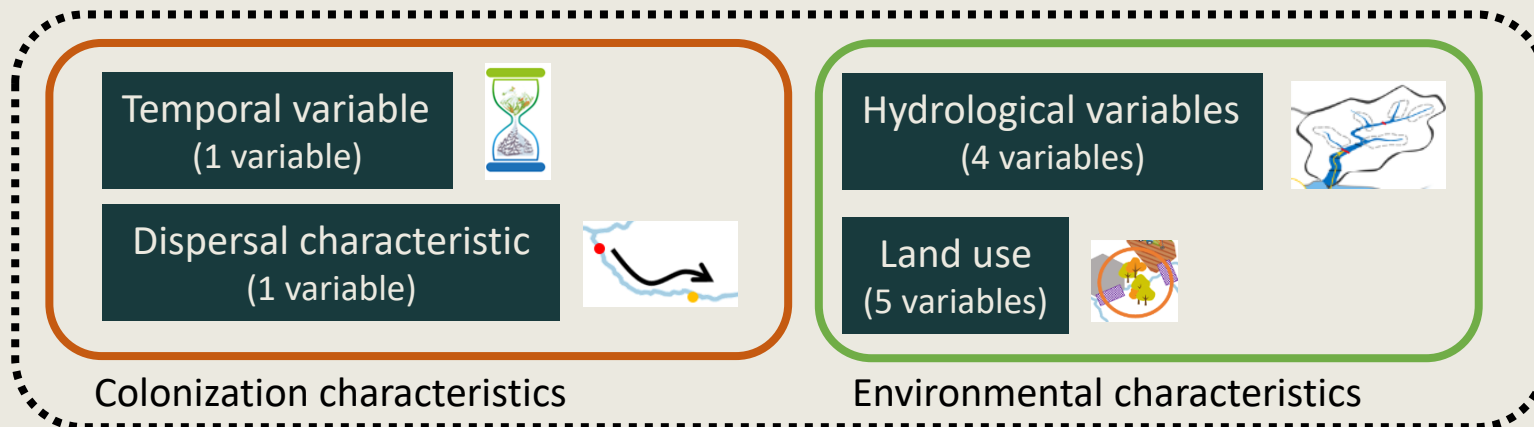 Temporal variable
(1 variable)
Dispersal characteristic
(1 variable)
Colonization characteristics
Hydrological variables
(4 variables)
Land use
(5 variables)
Environmental characteristics